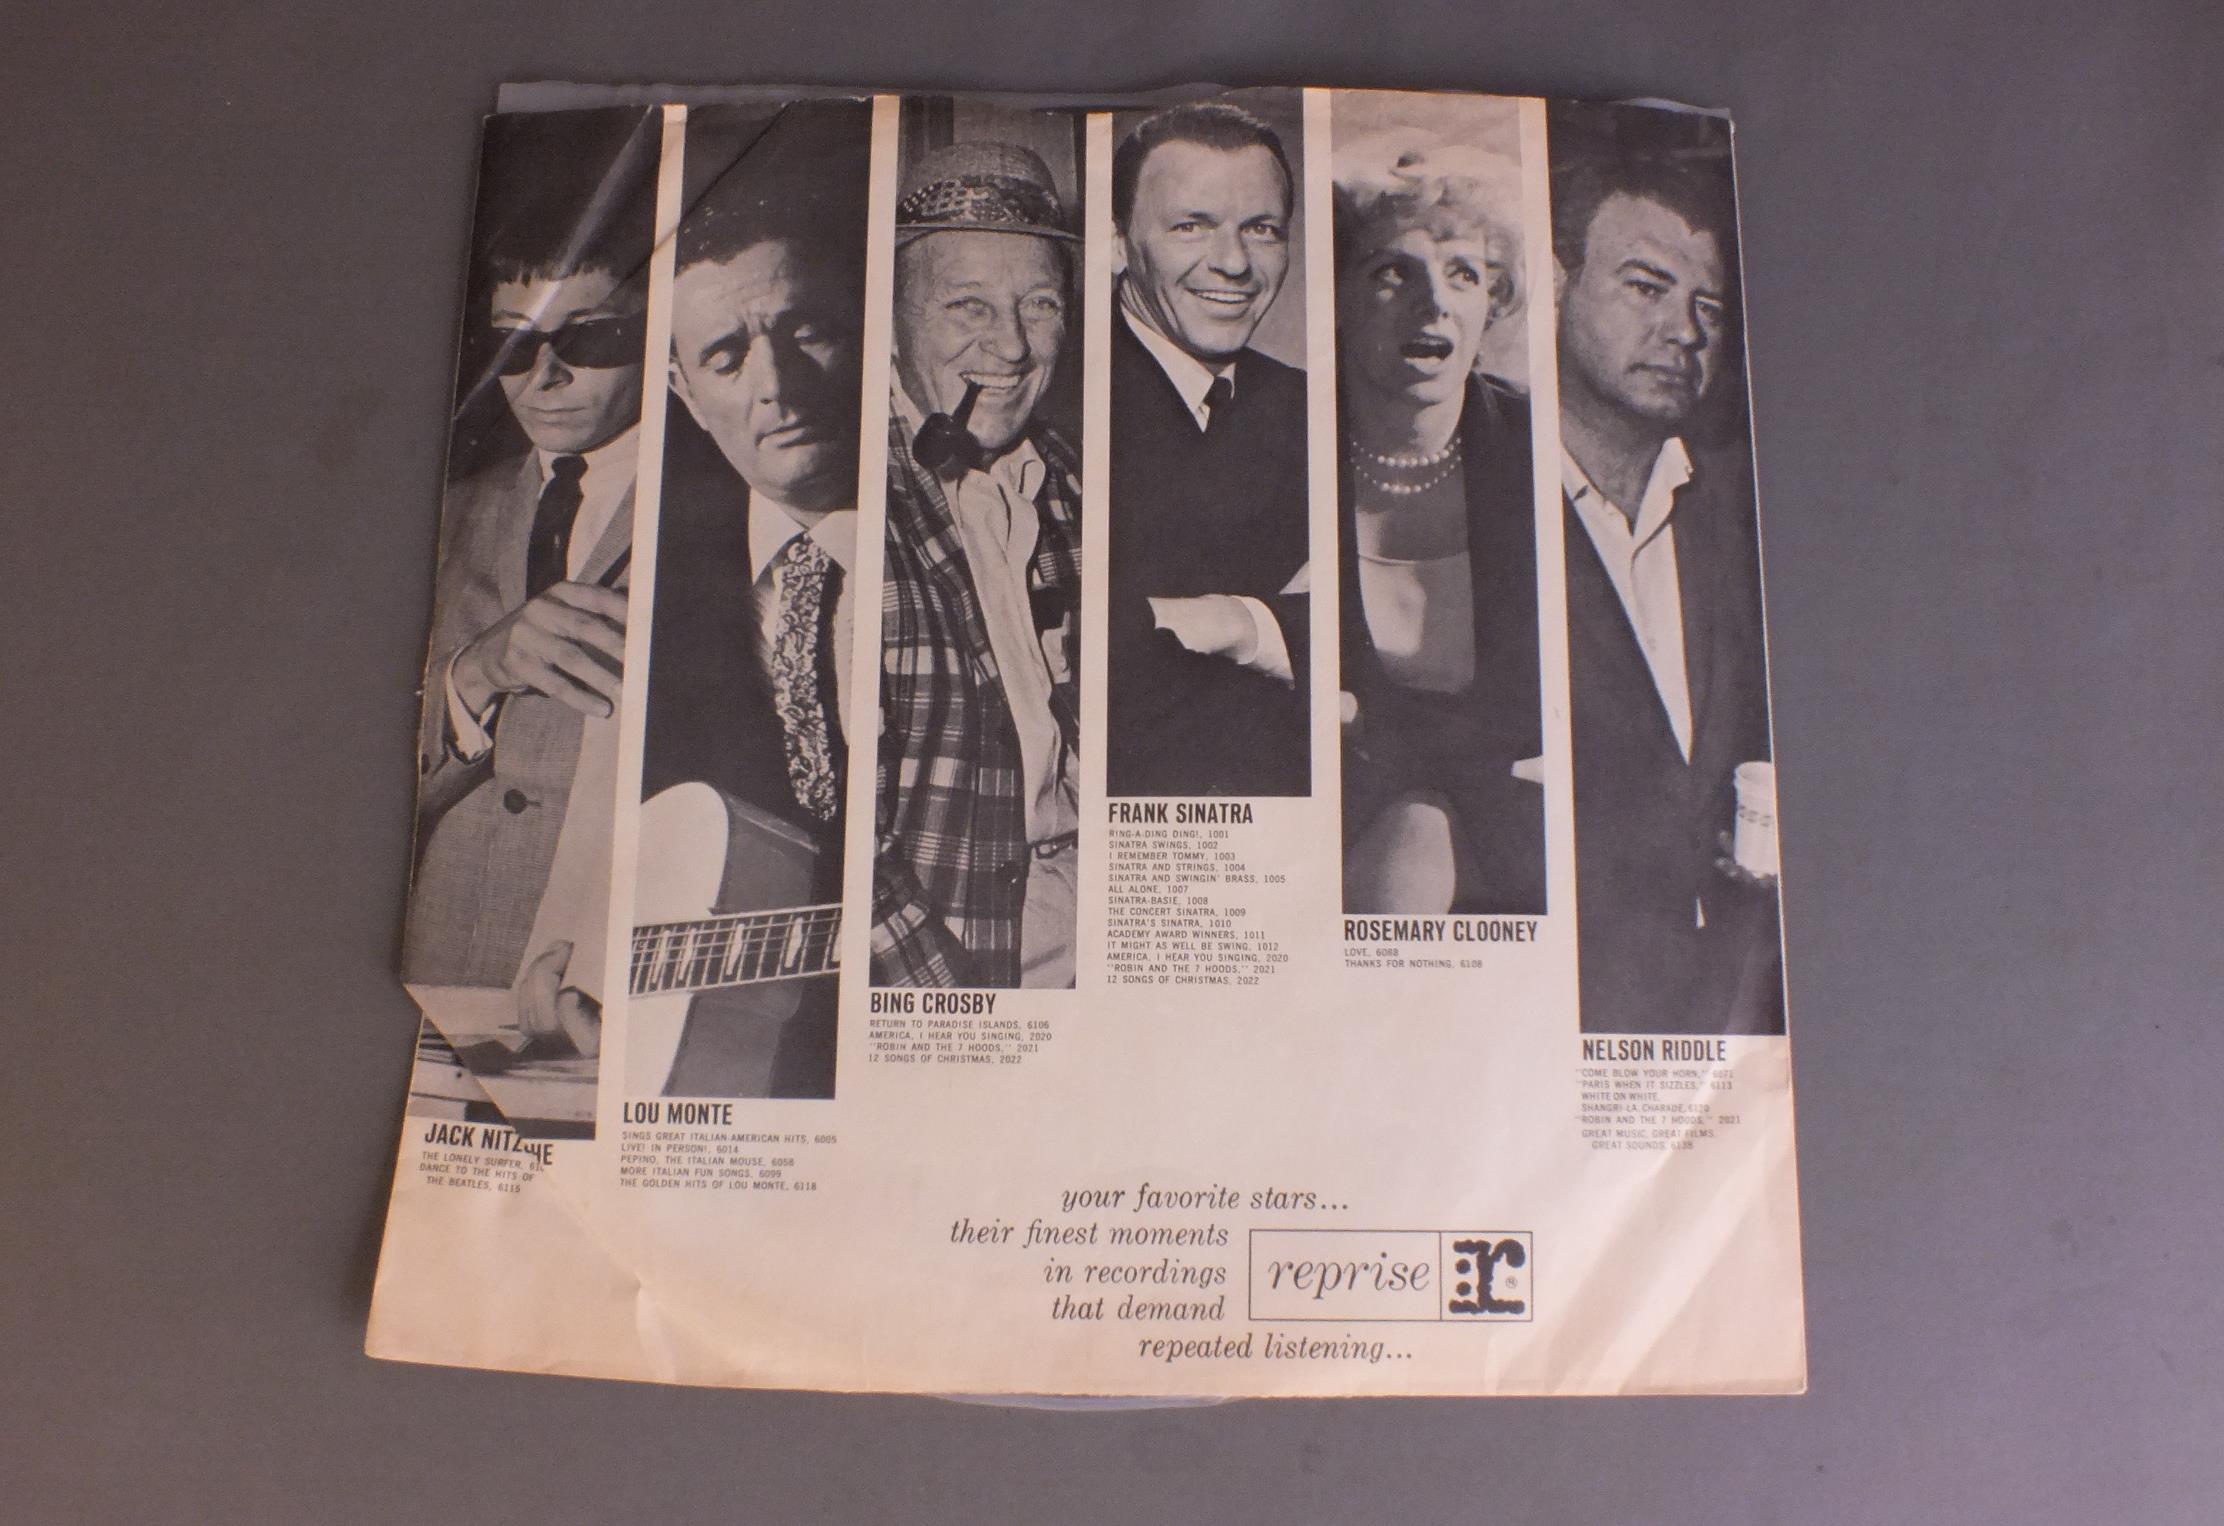 JACK NITZ
THE LONELY SURFER,
DANCE TO THE HITS OF
THE BEATLES, 6115
LOU MONTE
SINGS GREAT ITALIAN-AMERICAN HITS, 6005
LIVE! IN PERSON!, 6014
PEPINO, THE ITALIAN MOUSE, 6058
MORE ITALIAN FUN SONGS, 6099
THE GOLDEN HITS OF LOU MONTE, 6118
BING CROSBY
RETURN TO PARADISE ISLANDS, 6106
AMERICA, I HEAR YOU SINGING, 2020
"ROBIN AND THE 7 HOODS," 2021
12 SONGS OF CHRISTMAS, 2022
FRANK SINATRA
RING-A-DING DING!, 1001
SINATRA SWINGS, 1002
I REMEMBER TOMMY, 1003
SINATRA AND STRINGS, 1004
SINATRA AND SWINGIN' BRASS, 1005
ALL ALONE, 1007
SINATRA-BASIE, 1008
THE CONCERT SINATRA, 1009
SINATRA'S SINATRA, 1010
ACADEMY AWARD WINNERS, 1011
IT MIGHT AS WELL BE SWING, 1012
AMERICA, I HEAR YOU SINGING, 2020
"ROBIN AND THE 7 HOODS," 2021
12 SONGS OF CHRISTMAS, 2022
ROSEMARY CLOONEY
LOVE, 6088
THANKS FOR NOTHING, 6108
NELSON RIDDLE
"COME BLOW YOUR HORN," 6071
"PARIS WHEN IT SIZZLES," 6113
WHITE ON WHITE,
SHANGRI-LA, CHARADE, 6120
"ROBIN AND THE 7 HOODS," 2021
GREAT MUSIC, GREAT FILMS,
GREAT SOUNDS, 6138
your favorite stars...
their finest moments
in recordings
that demand
repeated listening...
reprise r ®